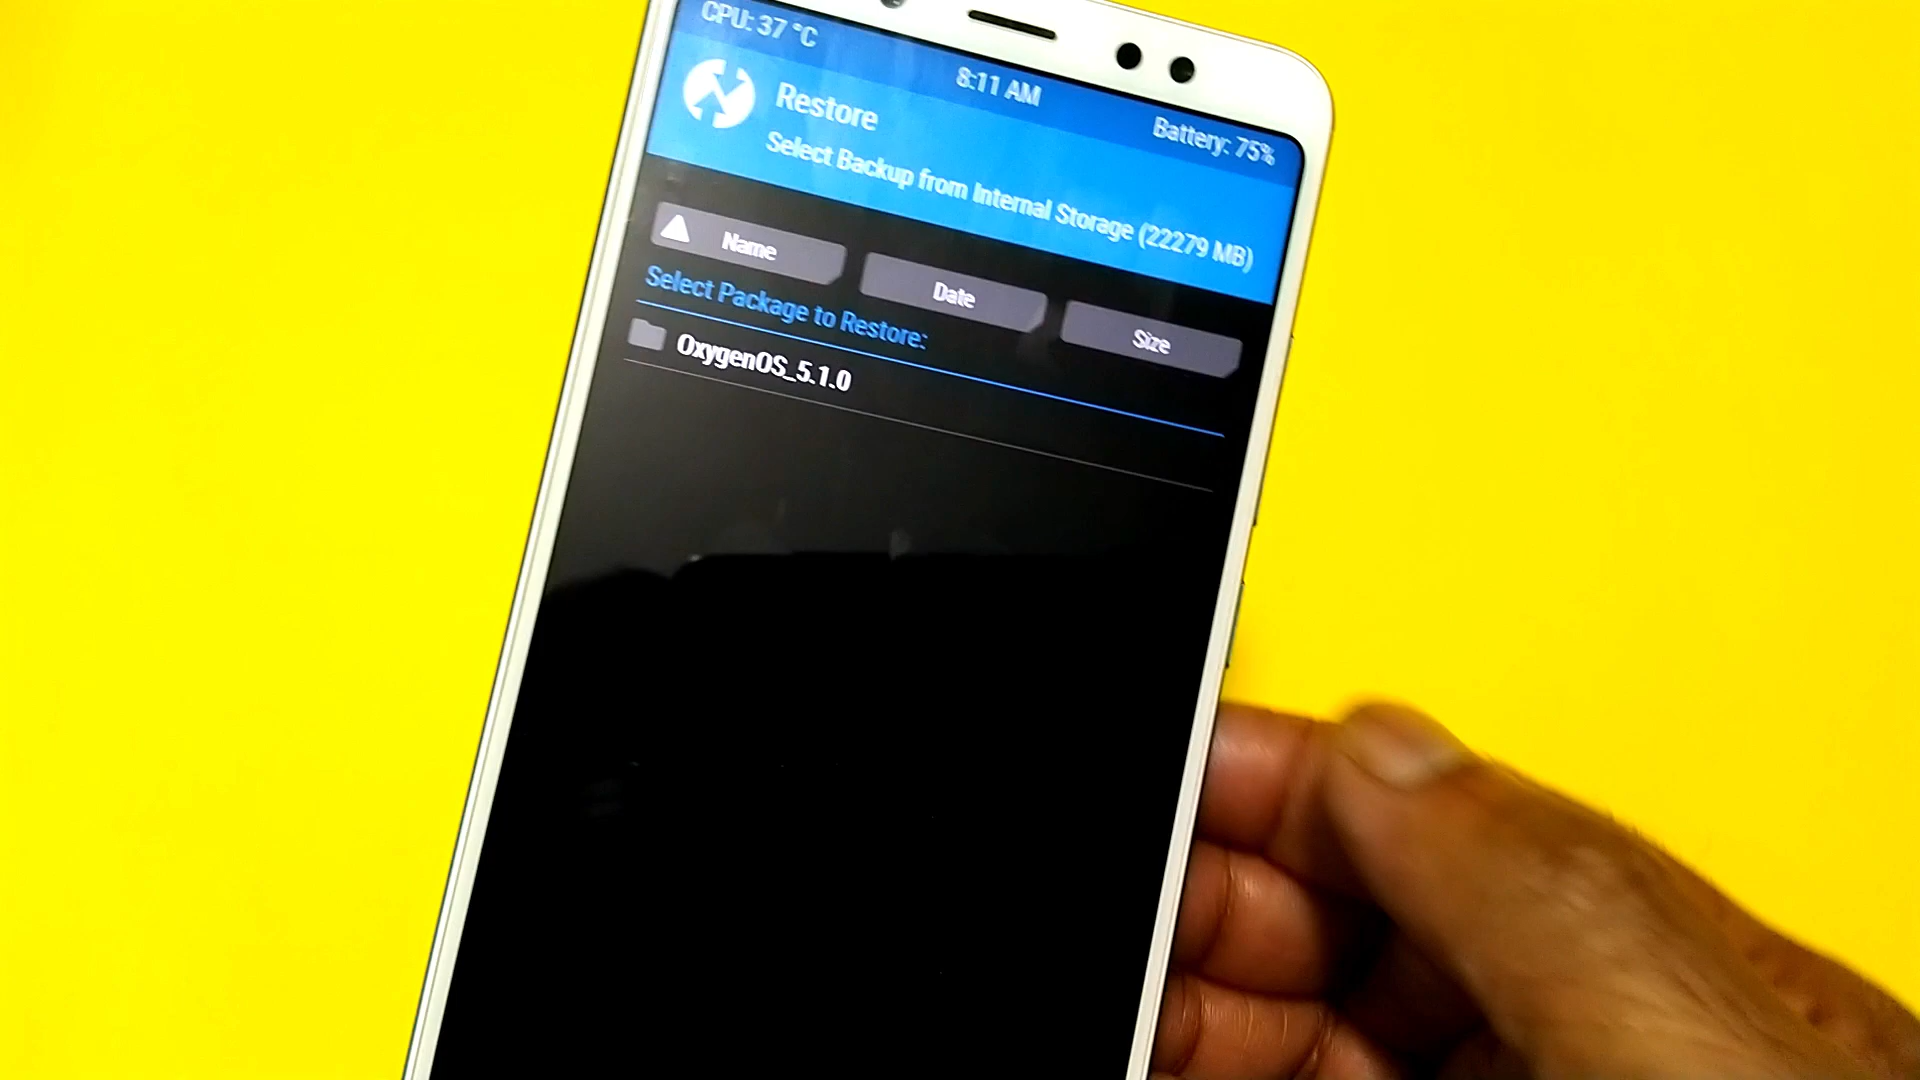 CPU: 37 °C
8:11 AM
Battery: 75%
Restore
Select Backup from Internal Storage (22279 MB)
Name
Date
Size
Select Package to Restore:
OxygenOS_5.1.0